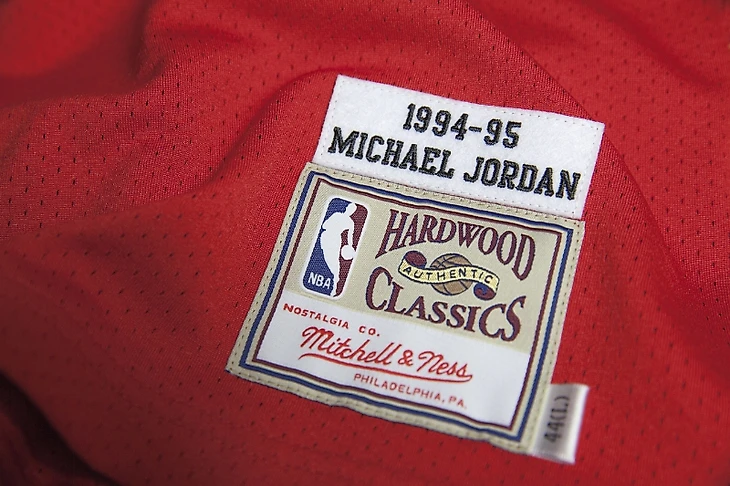 1994-95
MICHAEL JORDAN
NBA
HARDWOOD
AUTHENTIC
CLASSICS
NOSTALGIA CO.
Mitchell & Ness
PHILADELPHIA, PA.
44(L)